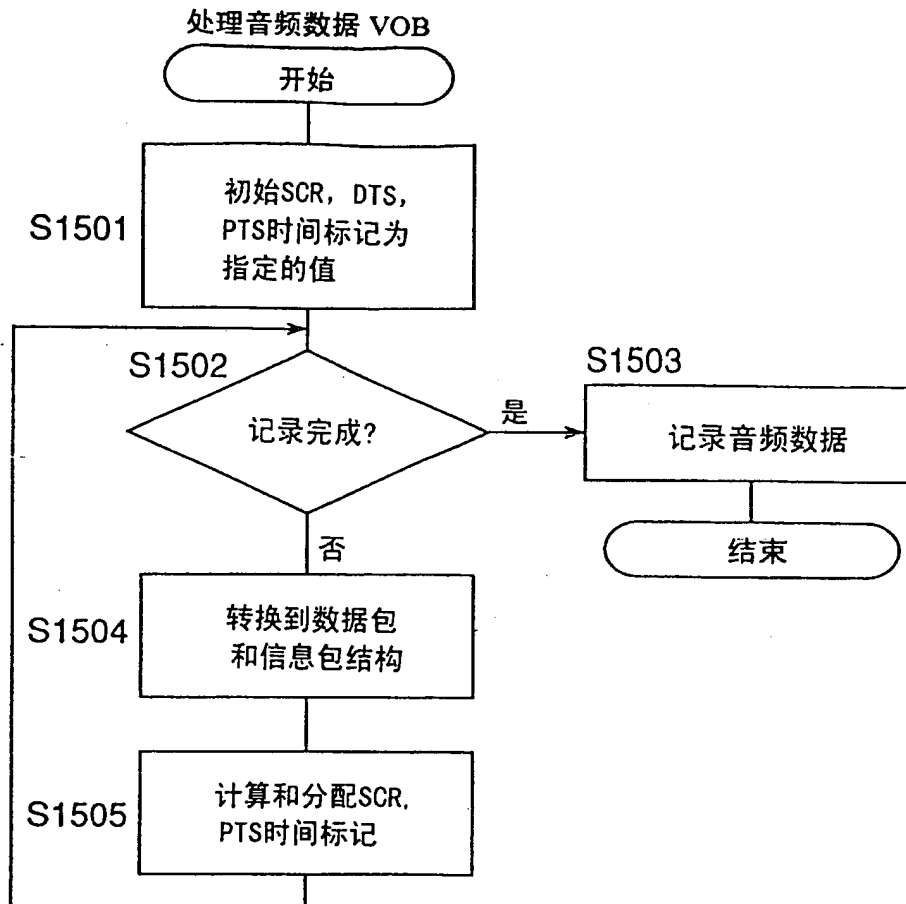 处理音频数据 VOB
开始
S1501
初始SCR, DTS,
PTS时间标记为
指定的值
S1502
记录完成?
是
S1503
记录音频数据
结束
否
S1504
转换到数据包
和信息包结构
S1505
计算和分配SCR,
PTS时间标记